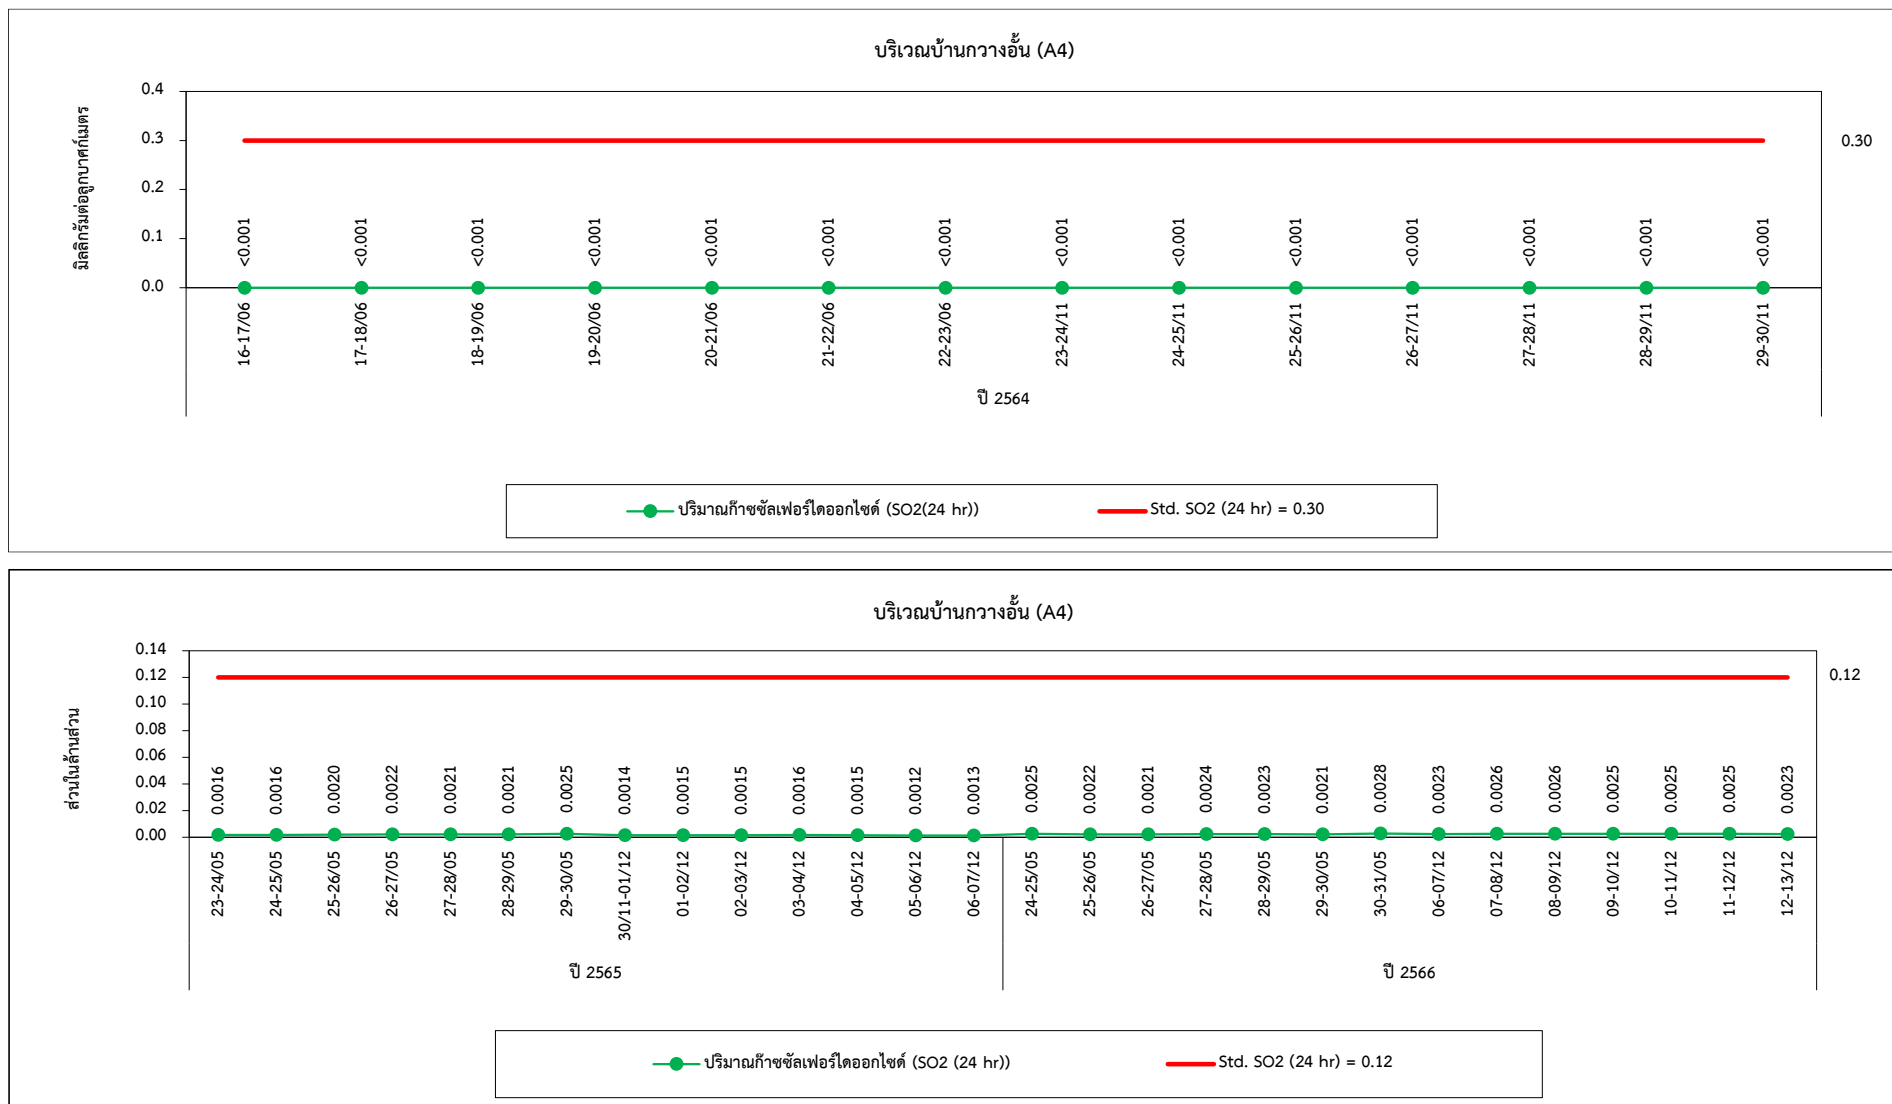 บริเวณบ้านกวางอั้น (A4)
มิลลิกรัมต่อลูกบาศก์เมตร
0.4
0.3
0.2
0.1
0.0
0.30
<0.001 <0.001 <0.001 <0.001 <0.001 <0.001 <0.001 <0.001 <0.001 <0.001 <0.001 <0.001 <0.001 <0.001
16-17/06 17-18/06 18-19/06 19-20/06 20-21/06 21-22/06 22-23/06 23-24/11 24-25/11 25-26/11 26-27/11 27-28/11 28-29/11 29-30/11
ปี 2564
ปริมาณก๊าซซัลเฟอร์ไดออกไซด์ (SO2(24 hr)) Std. SO2 (24 hr) = 0.30
บริเวณบ้านกวางอั้น (A4)
ส่วนในล้านส่วน
0.14
0.12
0.10
0.08
0.06
0.04
0.02
0.00
0.12
0.0016 0.0016 0.0020 0.0022 0.0021 0.0021 0.0025 0.0014 0.0015 0.0015 0.0016 0.0015 0.0012 0.0013 0.0025 0.0022 0.0021 0.0024 0.0023 0.0021 0.0028 0.0023 0.0026 0.0026 0.0025 0.0025 0.0025 0.0023
23-24/05 24-25/05 25-26/05 26-27/05 27-28/05 28-29/05 29-30/05 30/11-01/12 01-02/12 02-03/12 03-04/12 04-05/12 05-06/12 06-07/12 24-25/05 25-26/05 26-27/05 27-28/05 28-29/05 29-30/05 30-31/05 06-07/12 07-08/12 08-09/12 09-10/12 10-11/12 11-12/12 12-13/12
ปี 2565 ปี 2566
ปริมาณก๊าซซัลเฟอร์ไดออกไซด์ (SO2 (24 hr)) Std. SO2 (24 hr) = 0.12